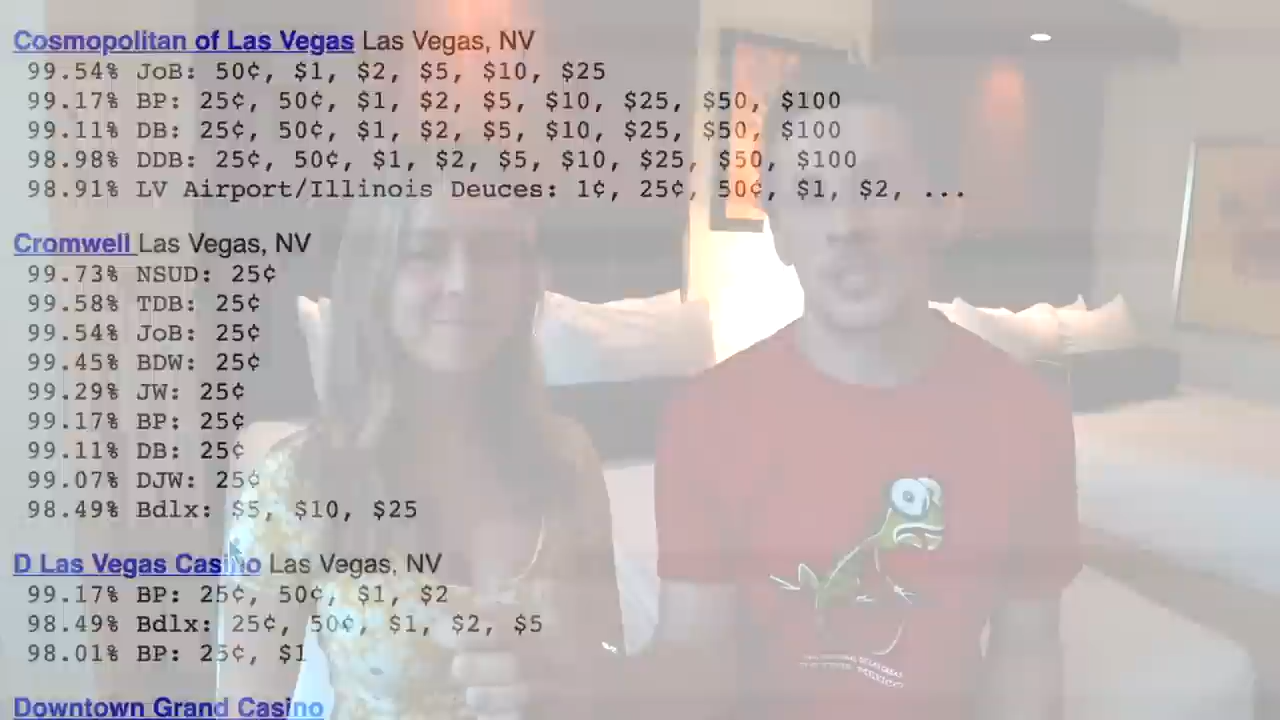 Cosmopolitan of Las Vegas Las Vegas, NV
99.54% JoB: 50¢, $1, $2, $5, $10, $25
99.17% BP: 25¢, 50¢, $1, $2, $5, $10, $25, $50, $100
99.11% DB: 25¢, 50¢, $1, $2, $5, $10, $25, $50, $100
98.98% DDB: 25¢, 50¢, $1, $2, $5, $10, $25, $50, $100
98.91% LV Airport/Illinois Deuces: 1¢, 25¢, 50¢, $1, $2, ...
Cromwell Las Vegas, NV
99.73% NSUD: 25¢
99.58% TDB: 25¢
99.54% JoB: 25¢
99.45% BDW: 25¢
99.29% JW: 25¢
99.17% BP: 25¢
99.11% DB: 25¢
99.07% DJW: 25¢
98.49% Bdlx: $5, $10, $25
D Las Vegas Casino Las Vegas, NV
99.17% BP: 25¢, 50¢, $1, $2
98.49% Bdlx: 25¢, 50¢, $1, $2, $5
98.01% BP: 25¢, $1
Downtown Grand Casino
MEXICO